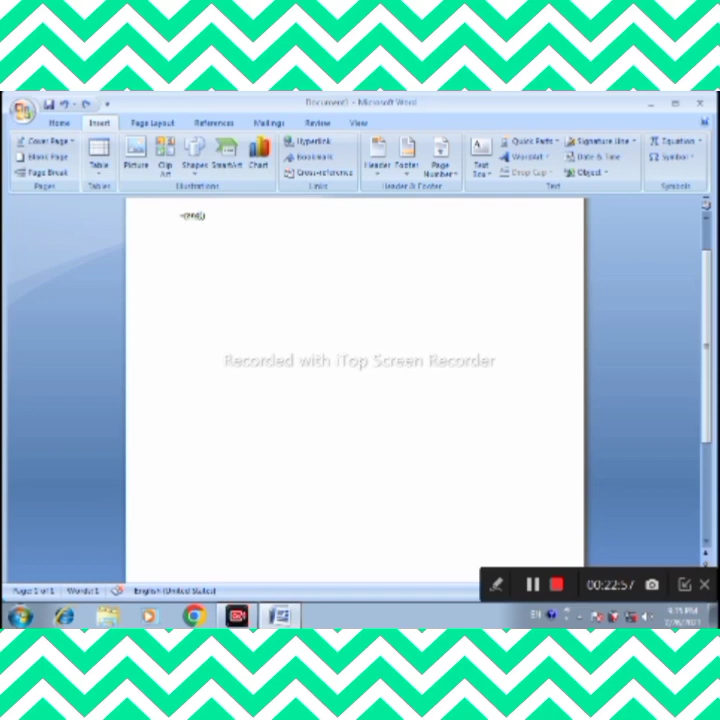 Document1 - Microsoft Word
Home Insert Page Layout References Mailings Review View
Cover Page
Blank Page
Page Break
Pages
Table
Tables
Picture Clip Art Shapes SmartArt Chart
Illustrations
Hyperlink
Bookmark
Cross-reference
Links
Header Footer Page Number
Header & Footer
Text Box
Quick Parts
WordArt
Drop Cap
Signature Line
Date & Time
Object
Text
Equation
Symbol
Symbols
Recorded with iTop Screen Recorder
Page: 1 of 1 Words: 1 English (United States)
00:22:57
EN
9:15 PM